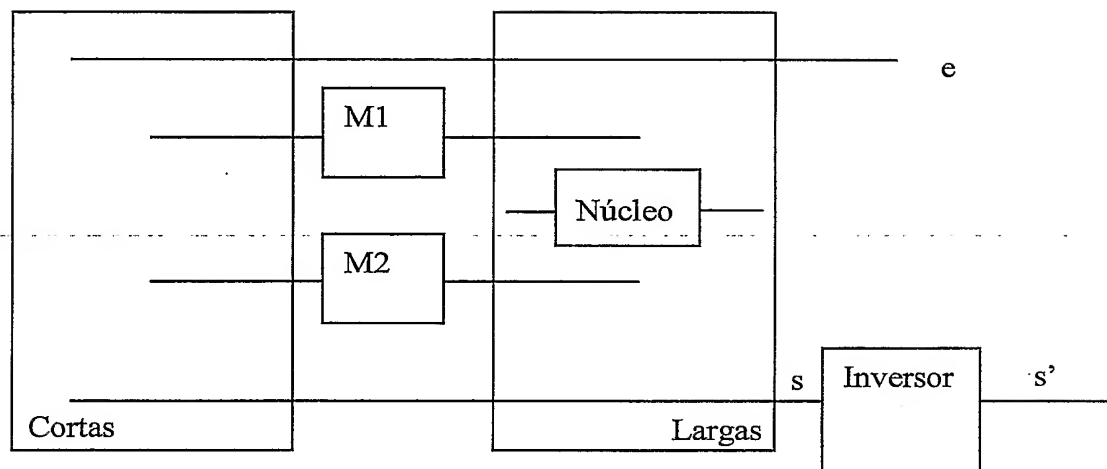 e
M1
Núcleo
M2
s
Inversor
s'
Cortas
Largas